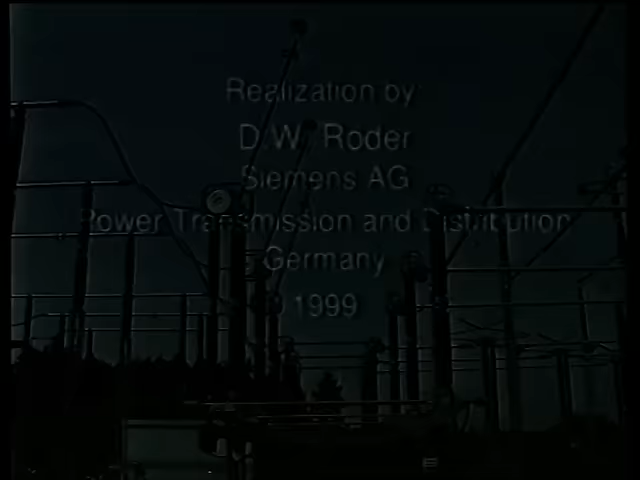 Realization by:
D.W. Roder
Siemens AG
Power Transmission and Distribution
Germany
© 1999